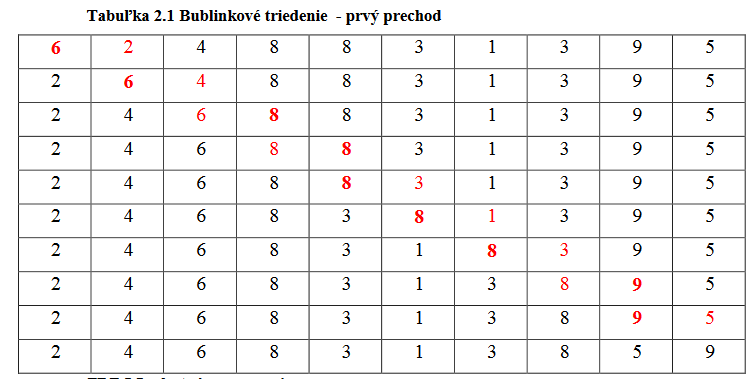 Tabuľka 2.1 Bublinkové triedenie - prvý prechod
6 2 4 8 8 3 1 3 9 5
2 6 4 8 8 3 1 3 9 5
2 4 6 8 8 3 1 3 9 5
2 4 6 8 8 3 1 3 9 5
2 4 6 8 8 3 1 3 9 5
2 4 6 8 3 8 1 3 9 5
2 4 6 8 3 1 8 3 9 5
2 4 6 8 3 1 3 8 9 5
2 4 6 8 3 1 3 8 9 5
2 4 6 8 3 1 3 8 5 9